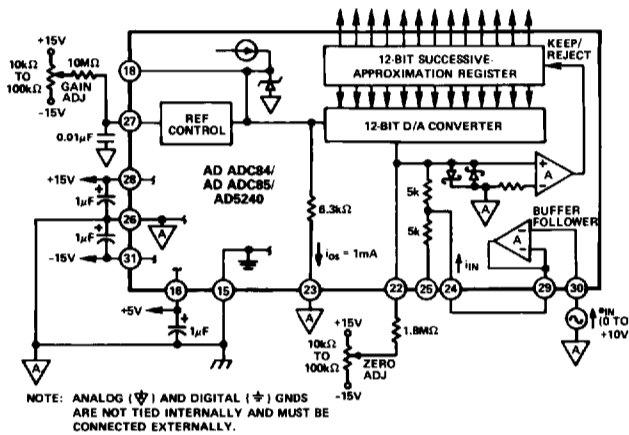 KEEP/
REJECT
12-BIT SUCCESSIVE-
APPROXIMATION REGISTER
12-BIT D/A CONVERTER
+15V
10kΩ
TO
100kΩ
-15V
10MΩ
GAIN
ADJ
18
27
REF
CONTROL
0.01μF
AD ADC84/
AD ADC85/
AD5240
+15V
28
1μF
26
A
1μF
-15V
31
6.3kΩ
iOS = 1mA
5k
5k
A
+
−
A
BUFFER
FOLLOWER
A
+
−
iIN
16
15
23
22
25
24
29
30
+5V
1μF
A
A
+15V
10kΩ
TO
100kΩ
-15V
1.8MΩ
ZERO
ADJ
eIN
(0 TO
+10V)
A
NOTE: ANALOG (A) AND DIGITAL (⏚) GNDS
ARE NOT TIED INTERNALLY AND MUST BE
CONNECTED EXTERNALLY.